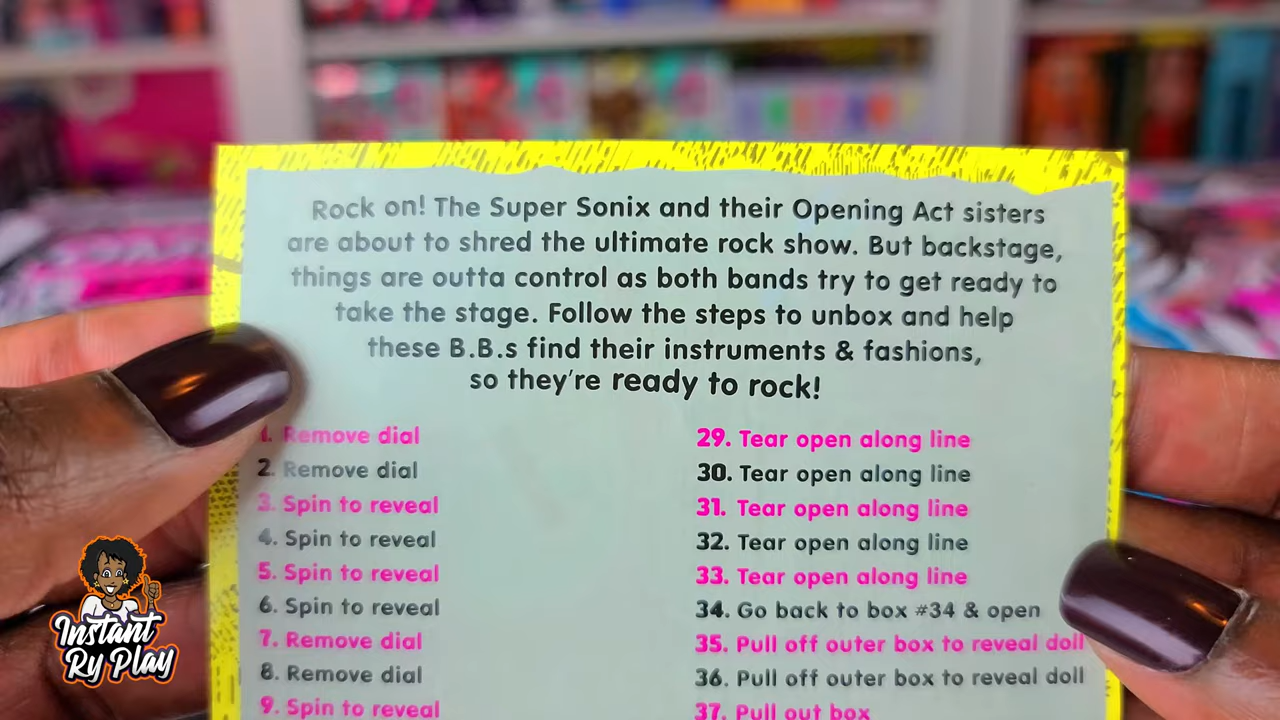 Rock on! The Super Sonix and their Opening Act sisters
are about to shred the ultimate rock show. But backstage,
things are outta control as both bands try to get ready to
take the stage. Follow the steps to unbox and help
these B.B.s find their instruments & fashions,
so they're ready to rock!
1. Remove dial
2. Remove dial
3. Spin to reveal
4. Spin to reveal
5. Spin to reveal
6. Spin to reveal
7. Remove dial
8. Remove dial
9. Spin to reveal
29. Tear open along line
30. Tear open along line
31. Tear open along line
32. Tear open along line
33. Tear open along line
34. Go back to box #34 & open
35. Pull off outer box to reveal doll
36. Pull off outer box to reveal doll
37. Pull out box
Instant
Ry Play